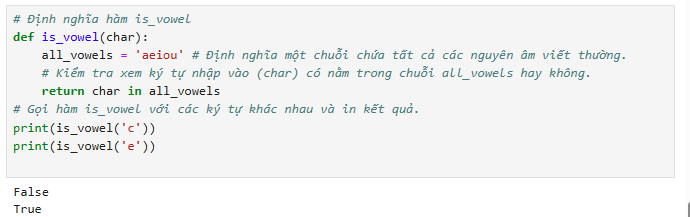 # Định nghĩa hàm is_vowel
def is_vowel(char):
    all_vowels = 'aeiou' # Định nghĩa một chuỗi chứa tất cả các nguyên âm viết thường.
    # Kiểm tra xem ký tự nhập vào (char) có nằm trong chuỗi all_vowels hay không.
    return char in all_vowels
# Gọi hàm is_vowel với các ký tự khác nhau và in kết quả.
print(is_vowel('c'))
print(is_vowel('e'))
False
True